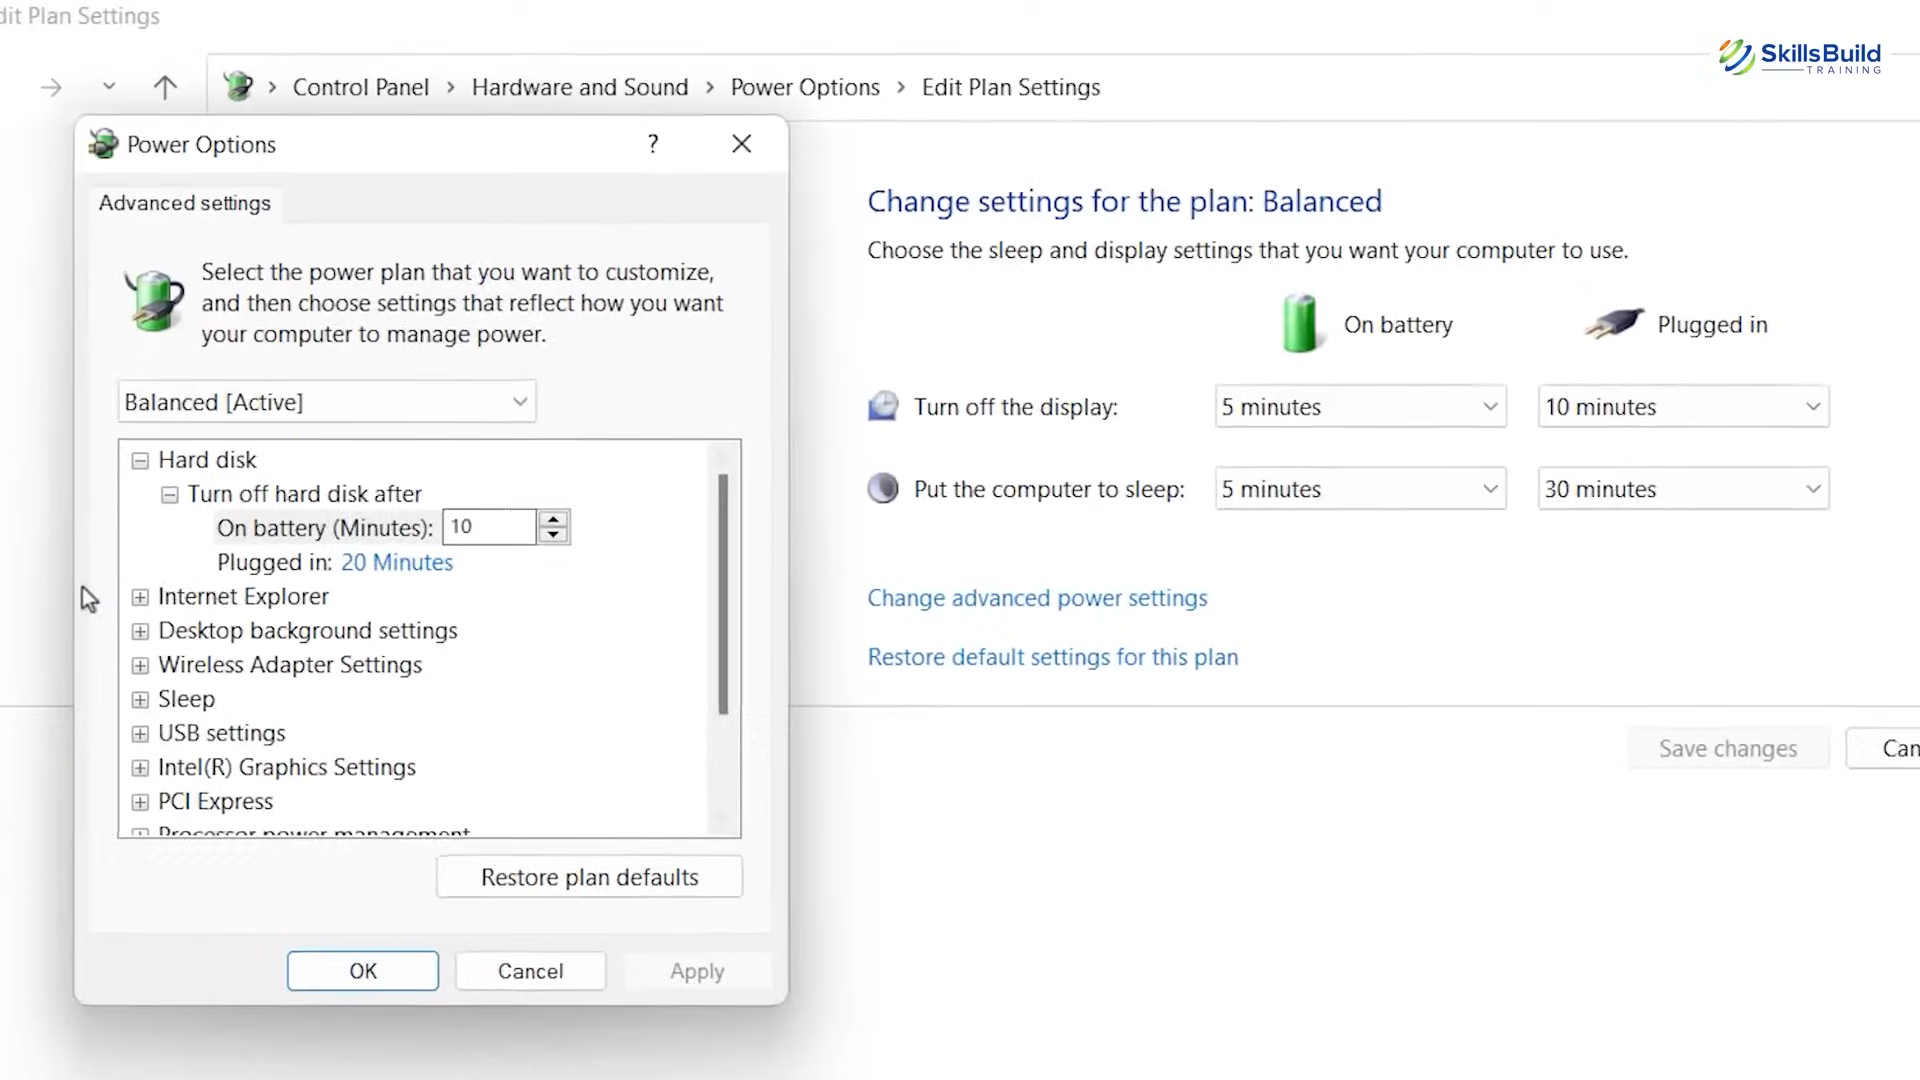 dit Plan Settings
SkillsBuild
TRAINING
Control Panel > Hardware and Sound > Power Options > Edit Plan Settings
Power Options
?
Advanced settings
Select the power plan that you want to customize,
and then choose settings that reflect how you want
your computer to manage power.
Balanced [Active]
Hard disk
Turn off hard disk after
On battery (Minutes): 10
Plugged in: 20 Minutes
Internet Explorer
Desktop background settings
Wireless Adapter Settings
Sleep
USB settings
Intel(R) Graphics Settings
PCI Express
Processor power management
Restore plan defaults
OK Cancel Apply
Change settings for the plan: Balanced
Choose the sleep and display settings that you want your computer to use.
On battery Plugged in
Turn off the display: 5 minutes 10 minutes
Put the computer to sleep: 5 minutes 30 minutes
Change advanced power settings
Restore default settings for this plan
Save changes Can